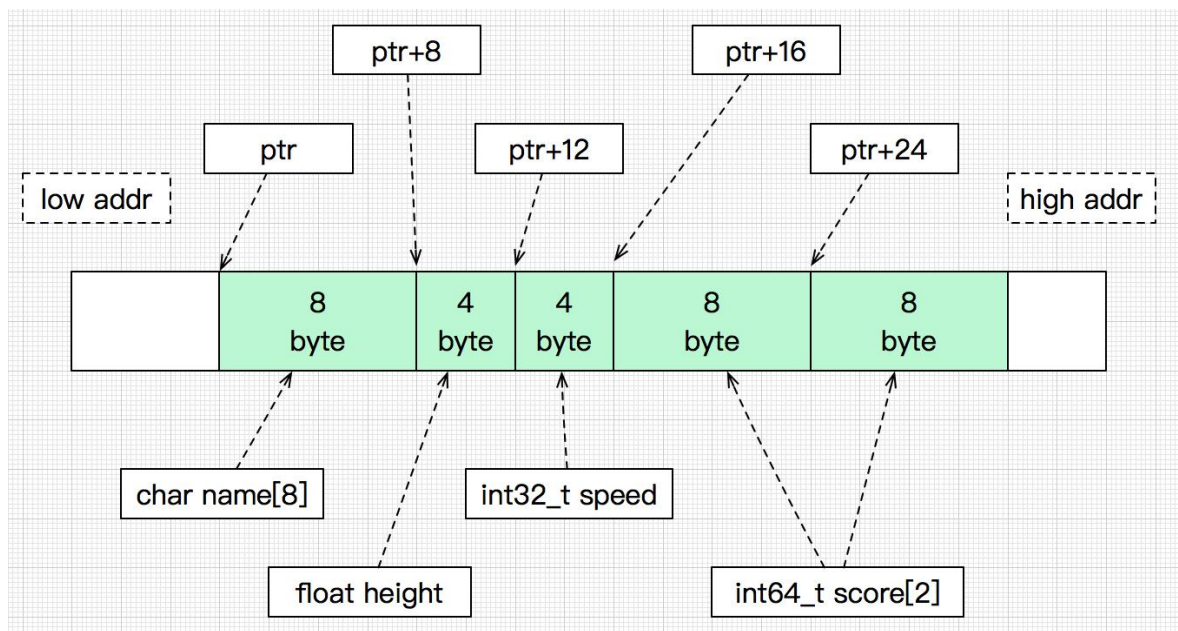 ptr+8
ptr+16
ptr
ptr+12
ptr+24
low addr
high addr
8
byte
4
byte
4
byte
8
byte
8
byte
char name[8]
int32_t speed
float height
int64_t score[2]